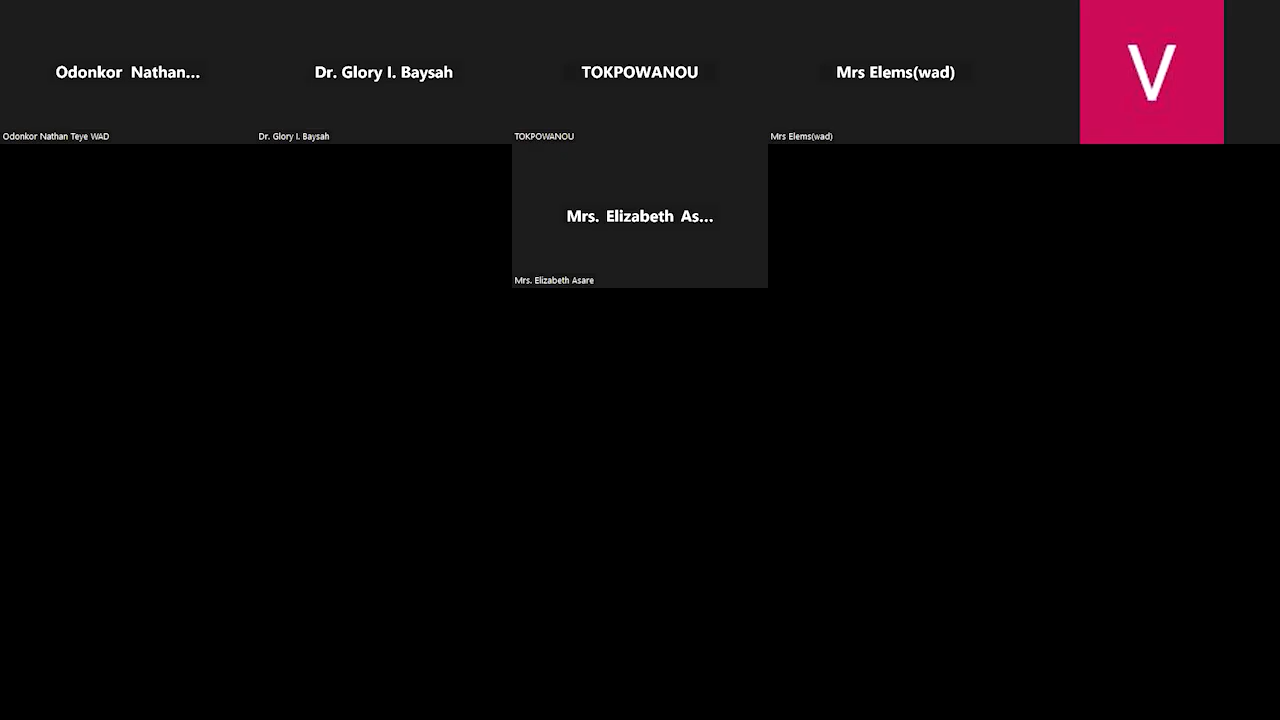 Odonkor Nathan...
Dr. Glory I. Baysah
TOKPOWANOU
Mrs Elems(wad)
V
Odonkor Nathan Teye WAD
Dr. Glory I. Baysah
TOKPOWANOU
Mrs Elems(wad)
Mrs. Elizabeth As...
Mrs. Elizabeth Asare